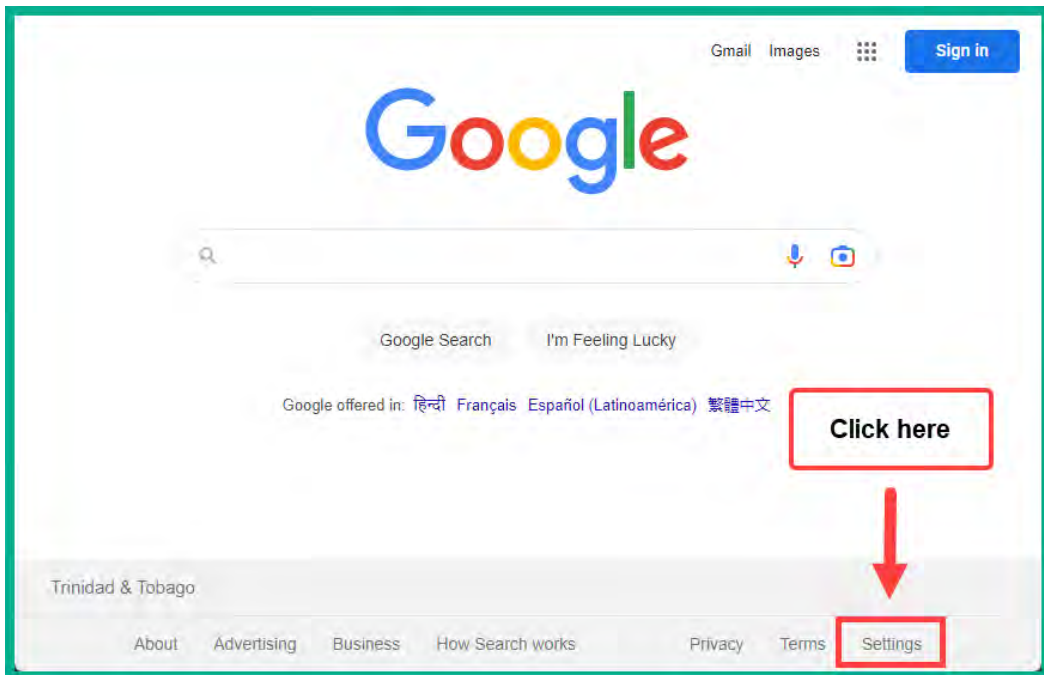 Gmail Images Sign in
Google
Google Search I'm Feeling Lucky
Google offered in: हिन्दी Français Español (Latinoamérica) 繁體中文
Click here
Trinidad & Tobago
About Advertising Business How Search works Privacy Terms Settings